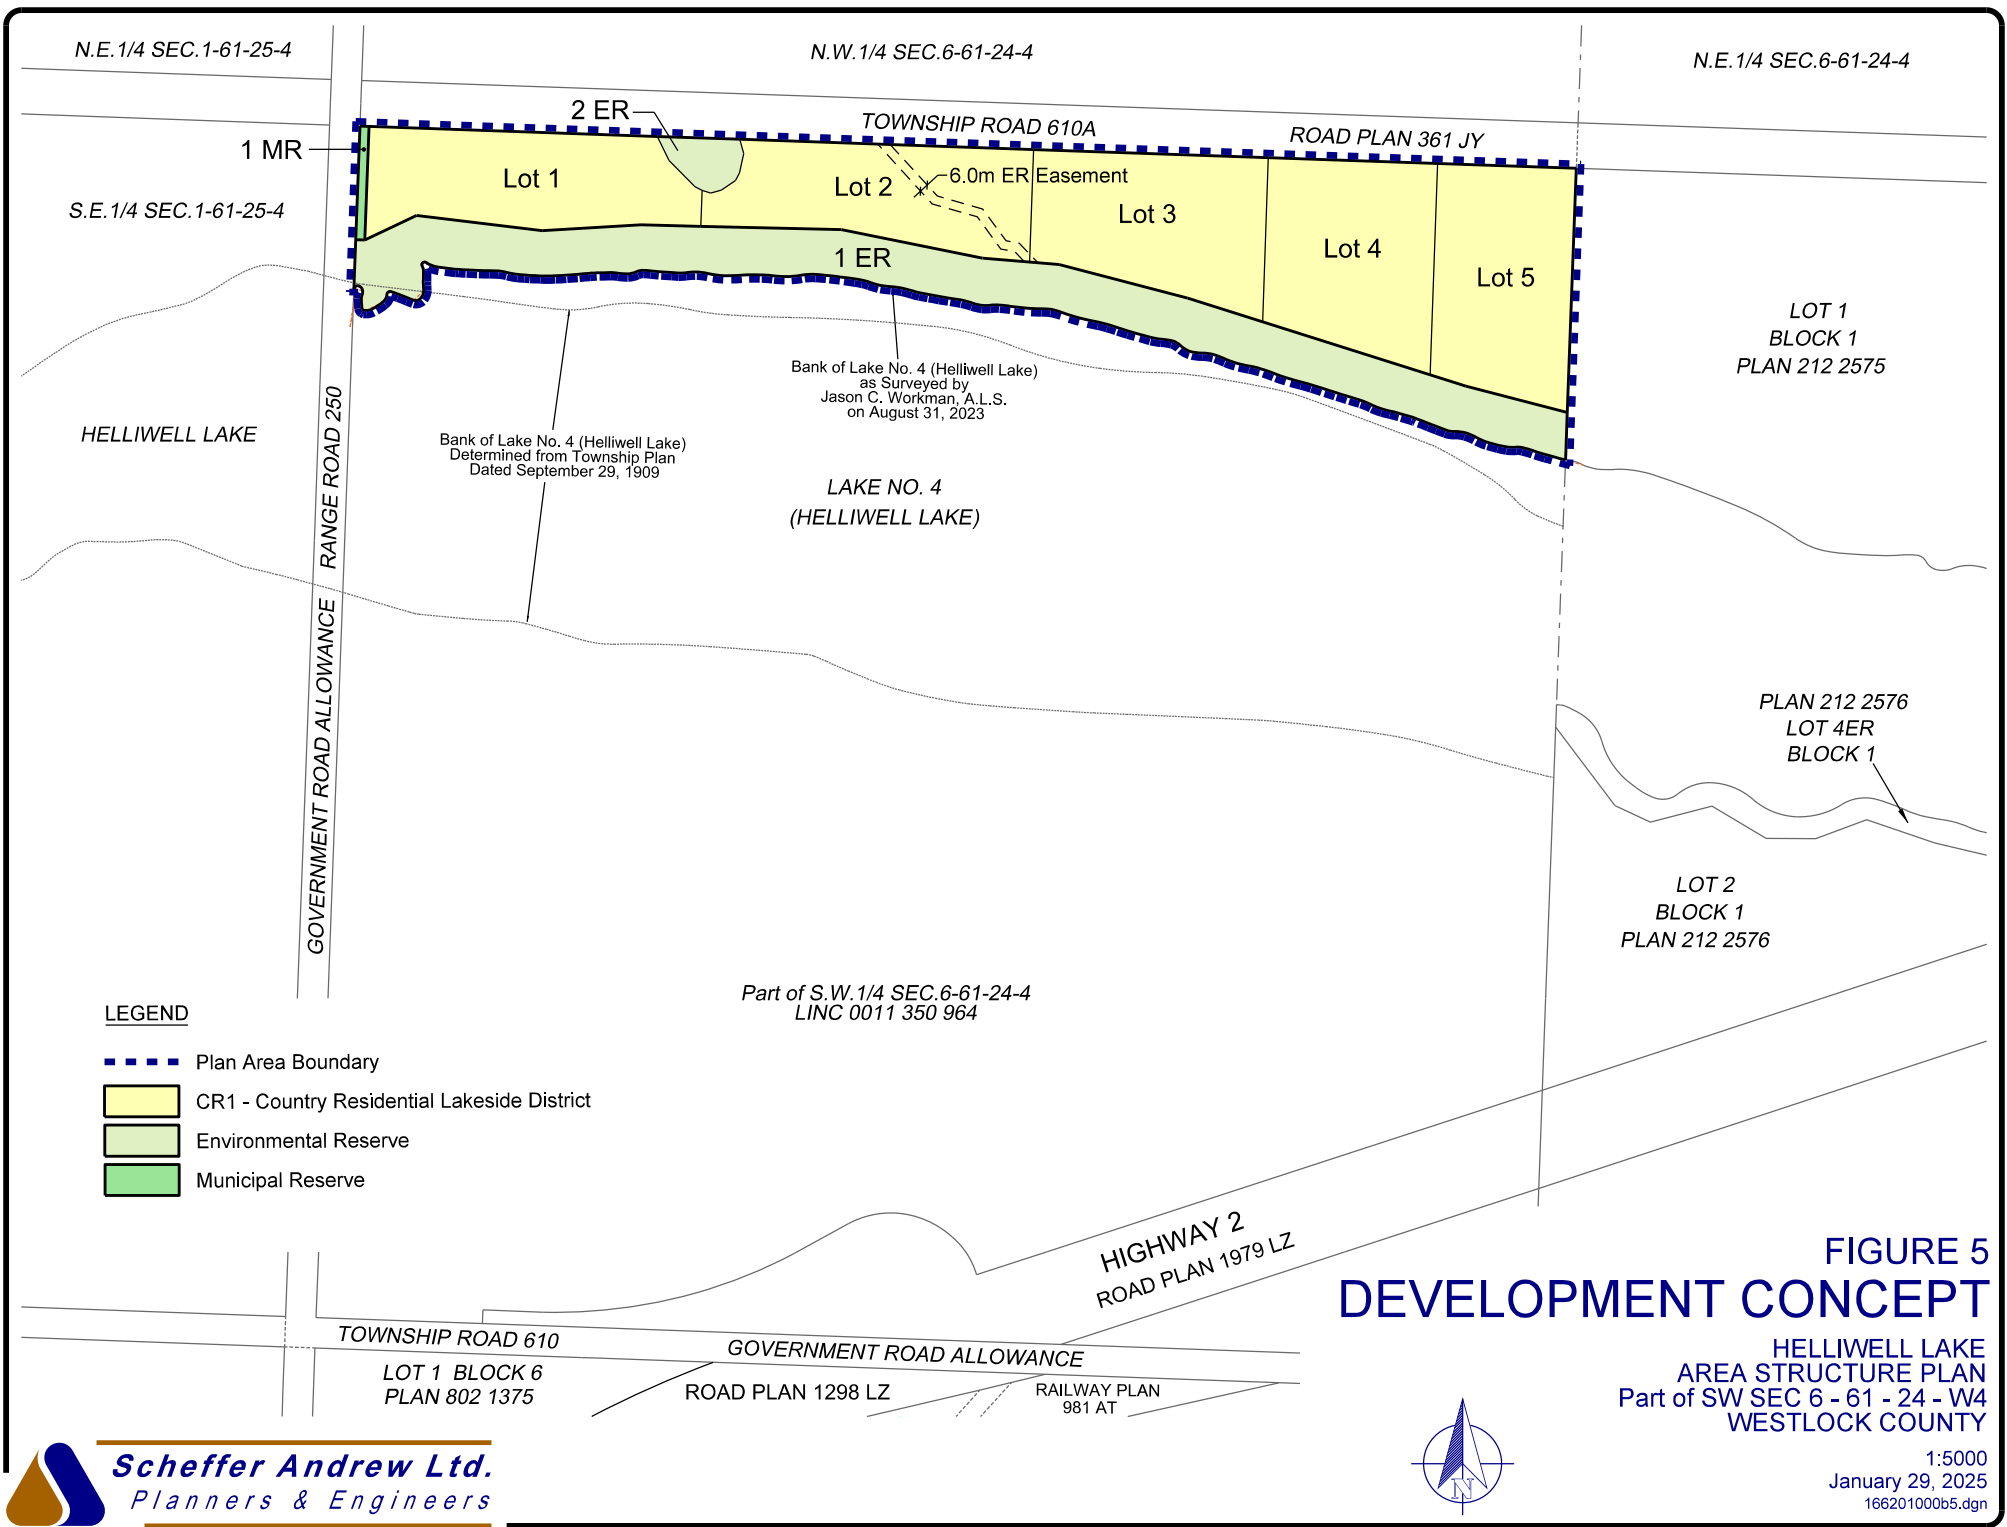 N.E.1/4 SEC.1-61-25-4
N.W.1/4 SEC.6-61-24-4
N.E.1/4 SEC.6-61-24-4
2 ER
TOWNSHIP ROAD 610A
ROAD PLAN 361 JY
1 MR
Lot 1
Lot 2
6.0m ER Easement
Lot 3
Lot 4
Lot 5
S.E.1/4 SEC.1-61-25-4
1 ER
LOT 1
BLOCK 1
PLAN 212 2575
Bank of Lake No. 4 (Helliwell Lake)
as Surveyed by
Jason C. Workman, A.L.S.
on August 31, 2023
HELLIWELL LAKE
Bank of Lake No. 4 (Helliwell Lake)
Determined from Township Plan
Dated September 29, 1909
LAKE NO. 4
(HELLIWELL LAKE)
GOVERNMENT ROAD ALLOWANCE RANGE ROAD 250
PLAN 212 2576
LOT 4ER
BLOCK 1
LOT 2
BLOCK 1
PLAN 212 2576
Part of S.W.1/4 SEC.6-61-24-4
LINC 0011 350 964
LEGEND
Plan Area Boundary
CR1 - Country Residential Lakeside District
Environmental Reserve
Municipal Reserve
HIGHWAY 2
ROAD PLAN 1979 LZ
TOWNSHIP ROAD 610
GOVERNMENT ROAD ALLOWANCE
LOT 1 BLOCK 6
PLAN 802 1375
ROAD PLAN 1298 LZ
RAILWAY PLAN
981 AT
FIGURE 5
DEVELOPMENT CONCEPT
HELLIWELL LAKE
AREA STRUCTURE PLAN
Part of SW SEC 6 - 61 - 24 - W4
WESTLOCK COUNTY
1:5000
January 29, 2025
166201000b5.dgn
N
Scheffer Andrew Ltd.
Planners & Engineers